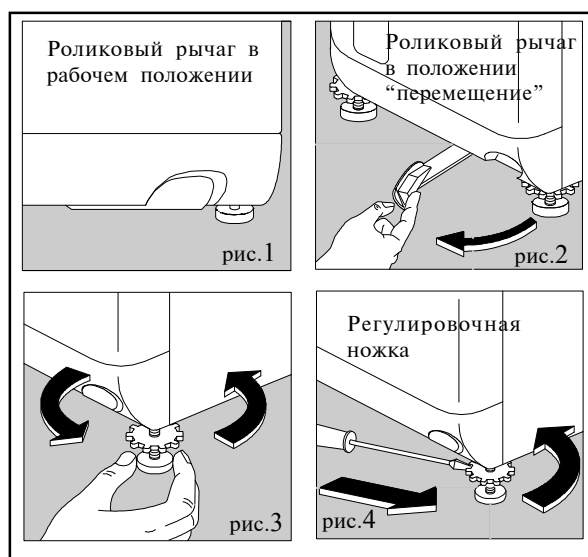 Роликовый рычаг в
рабочем положении
рис.1
Роликовый рычаг
в положении
“перемещение”
рис.2
рис.3
Регулировочная
ножка
рис.4